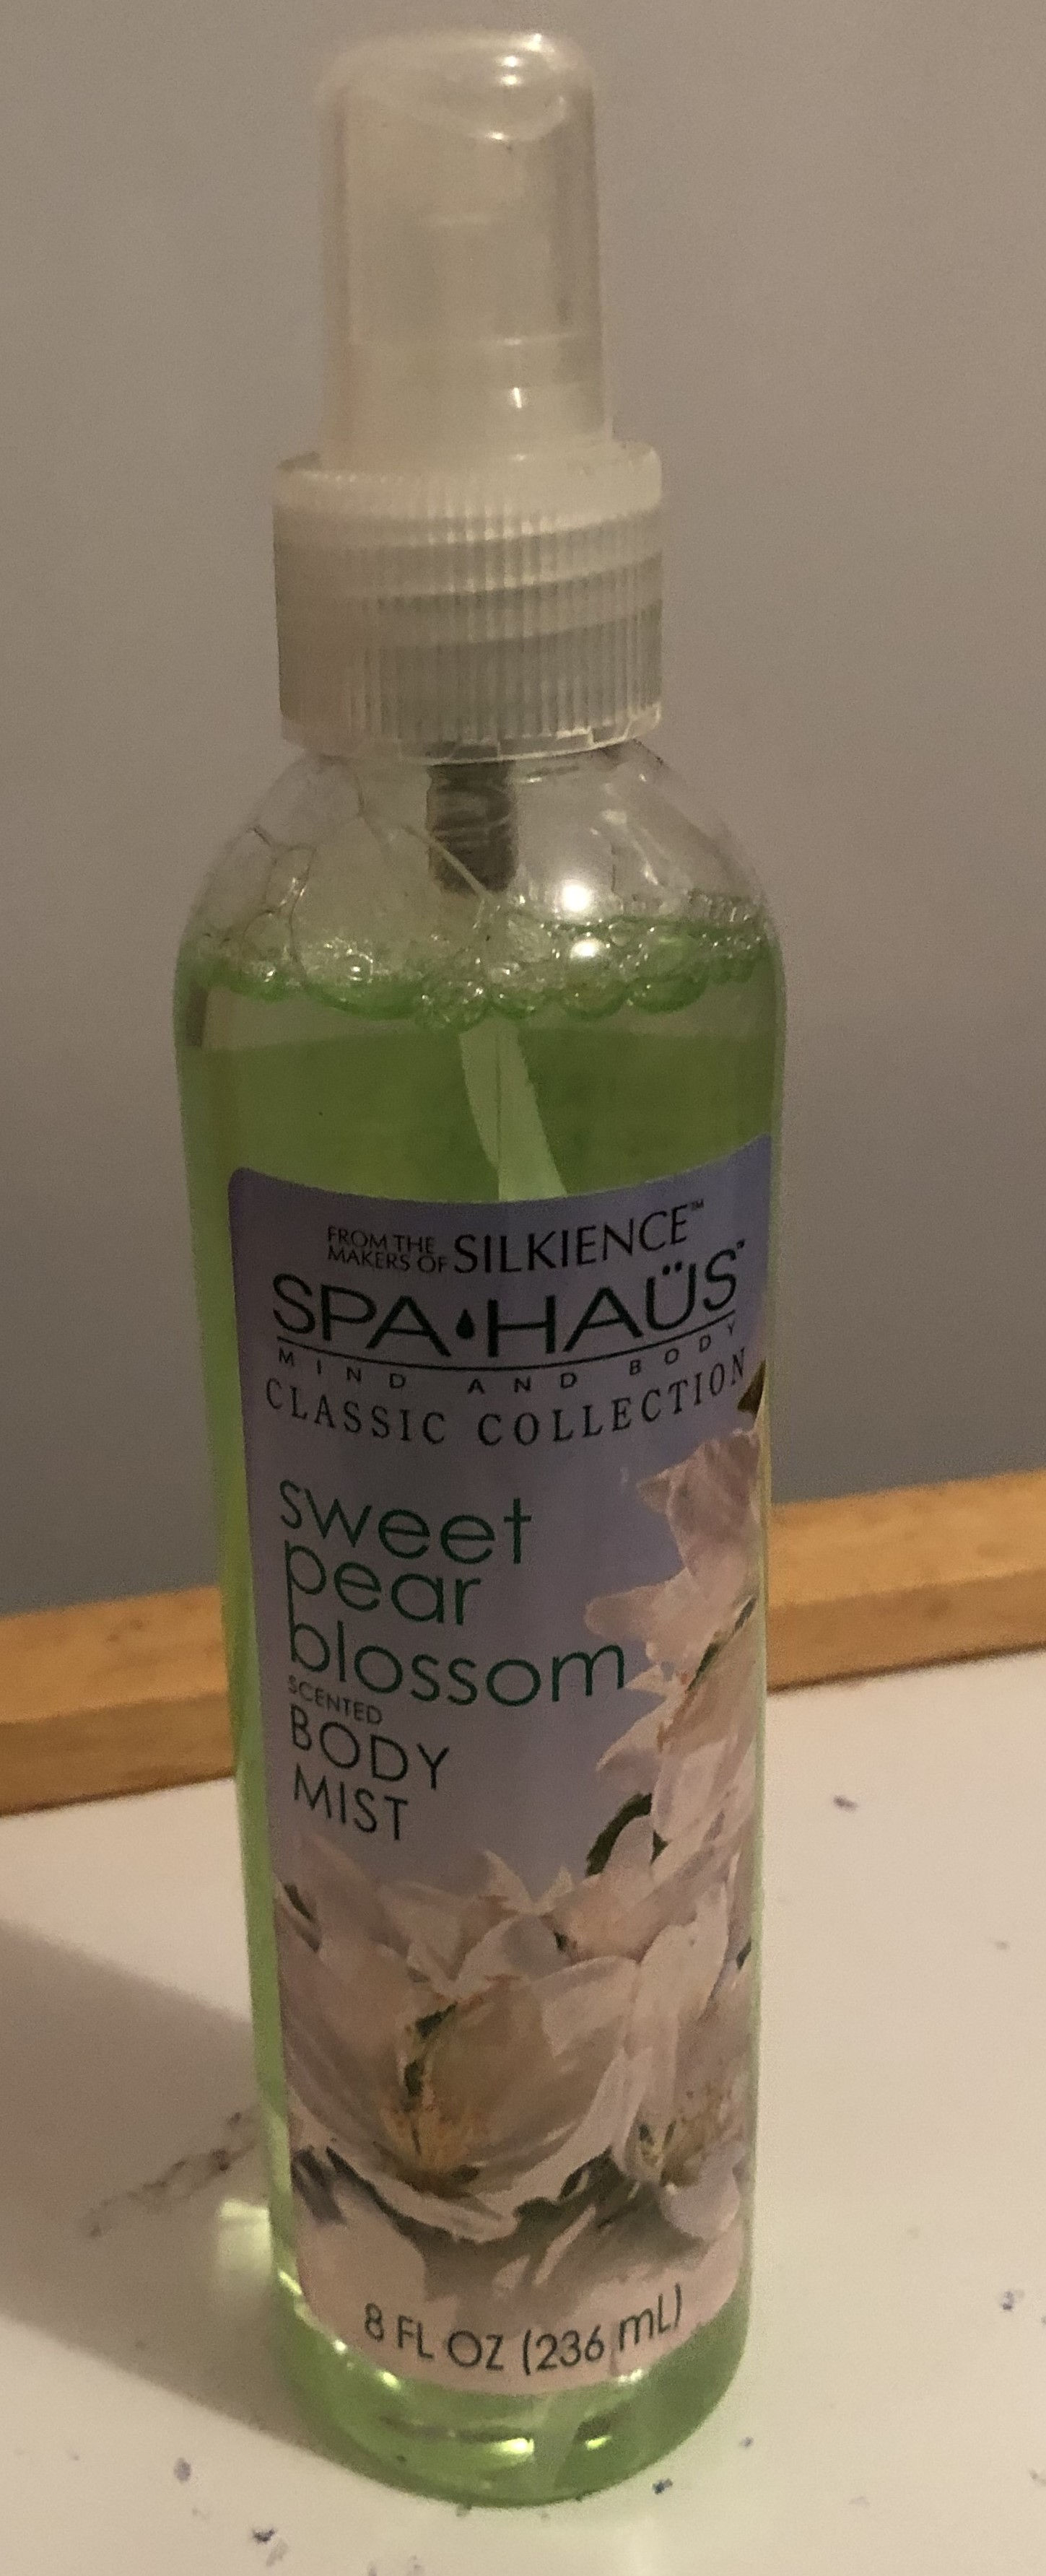 FROM THE
MAKERS OF SILKIENCE™
SPA HAÜS™
MIND AND BODY
CLASSIC COLLECTION
sweet
pear
blossom
SCENTED
BODY
MIST
8 FL OZ (236 mL)